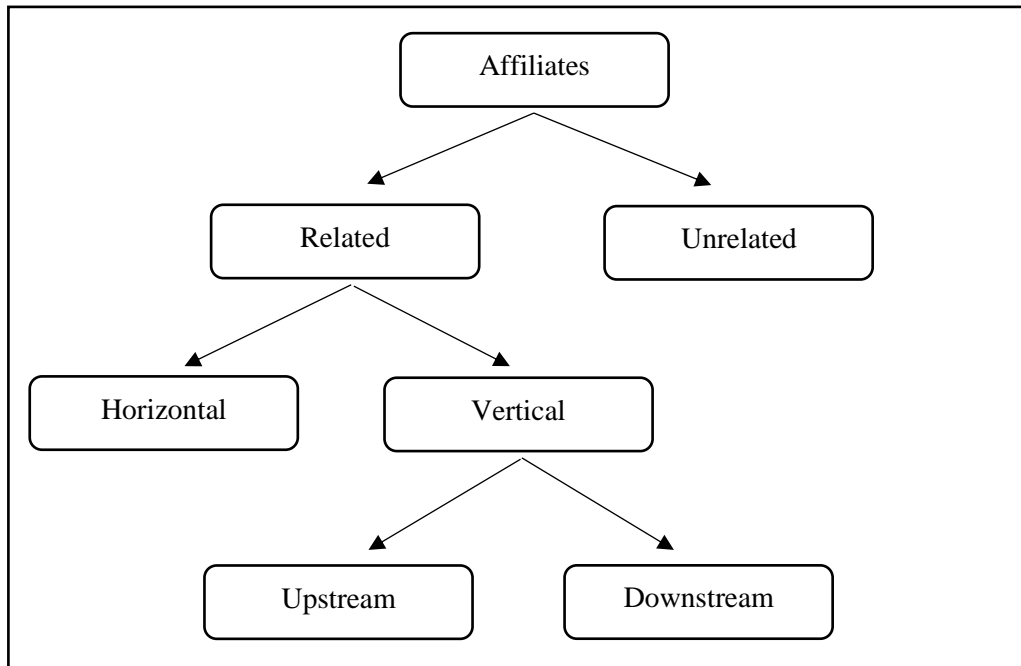 Affiliates
Related
Unrelated
Horizontal
Vertical
Upstream
Downstream